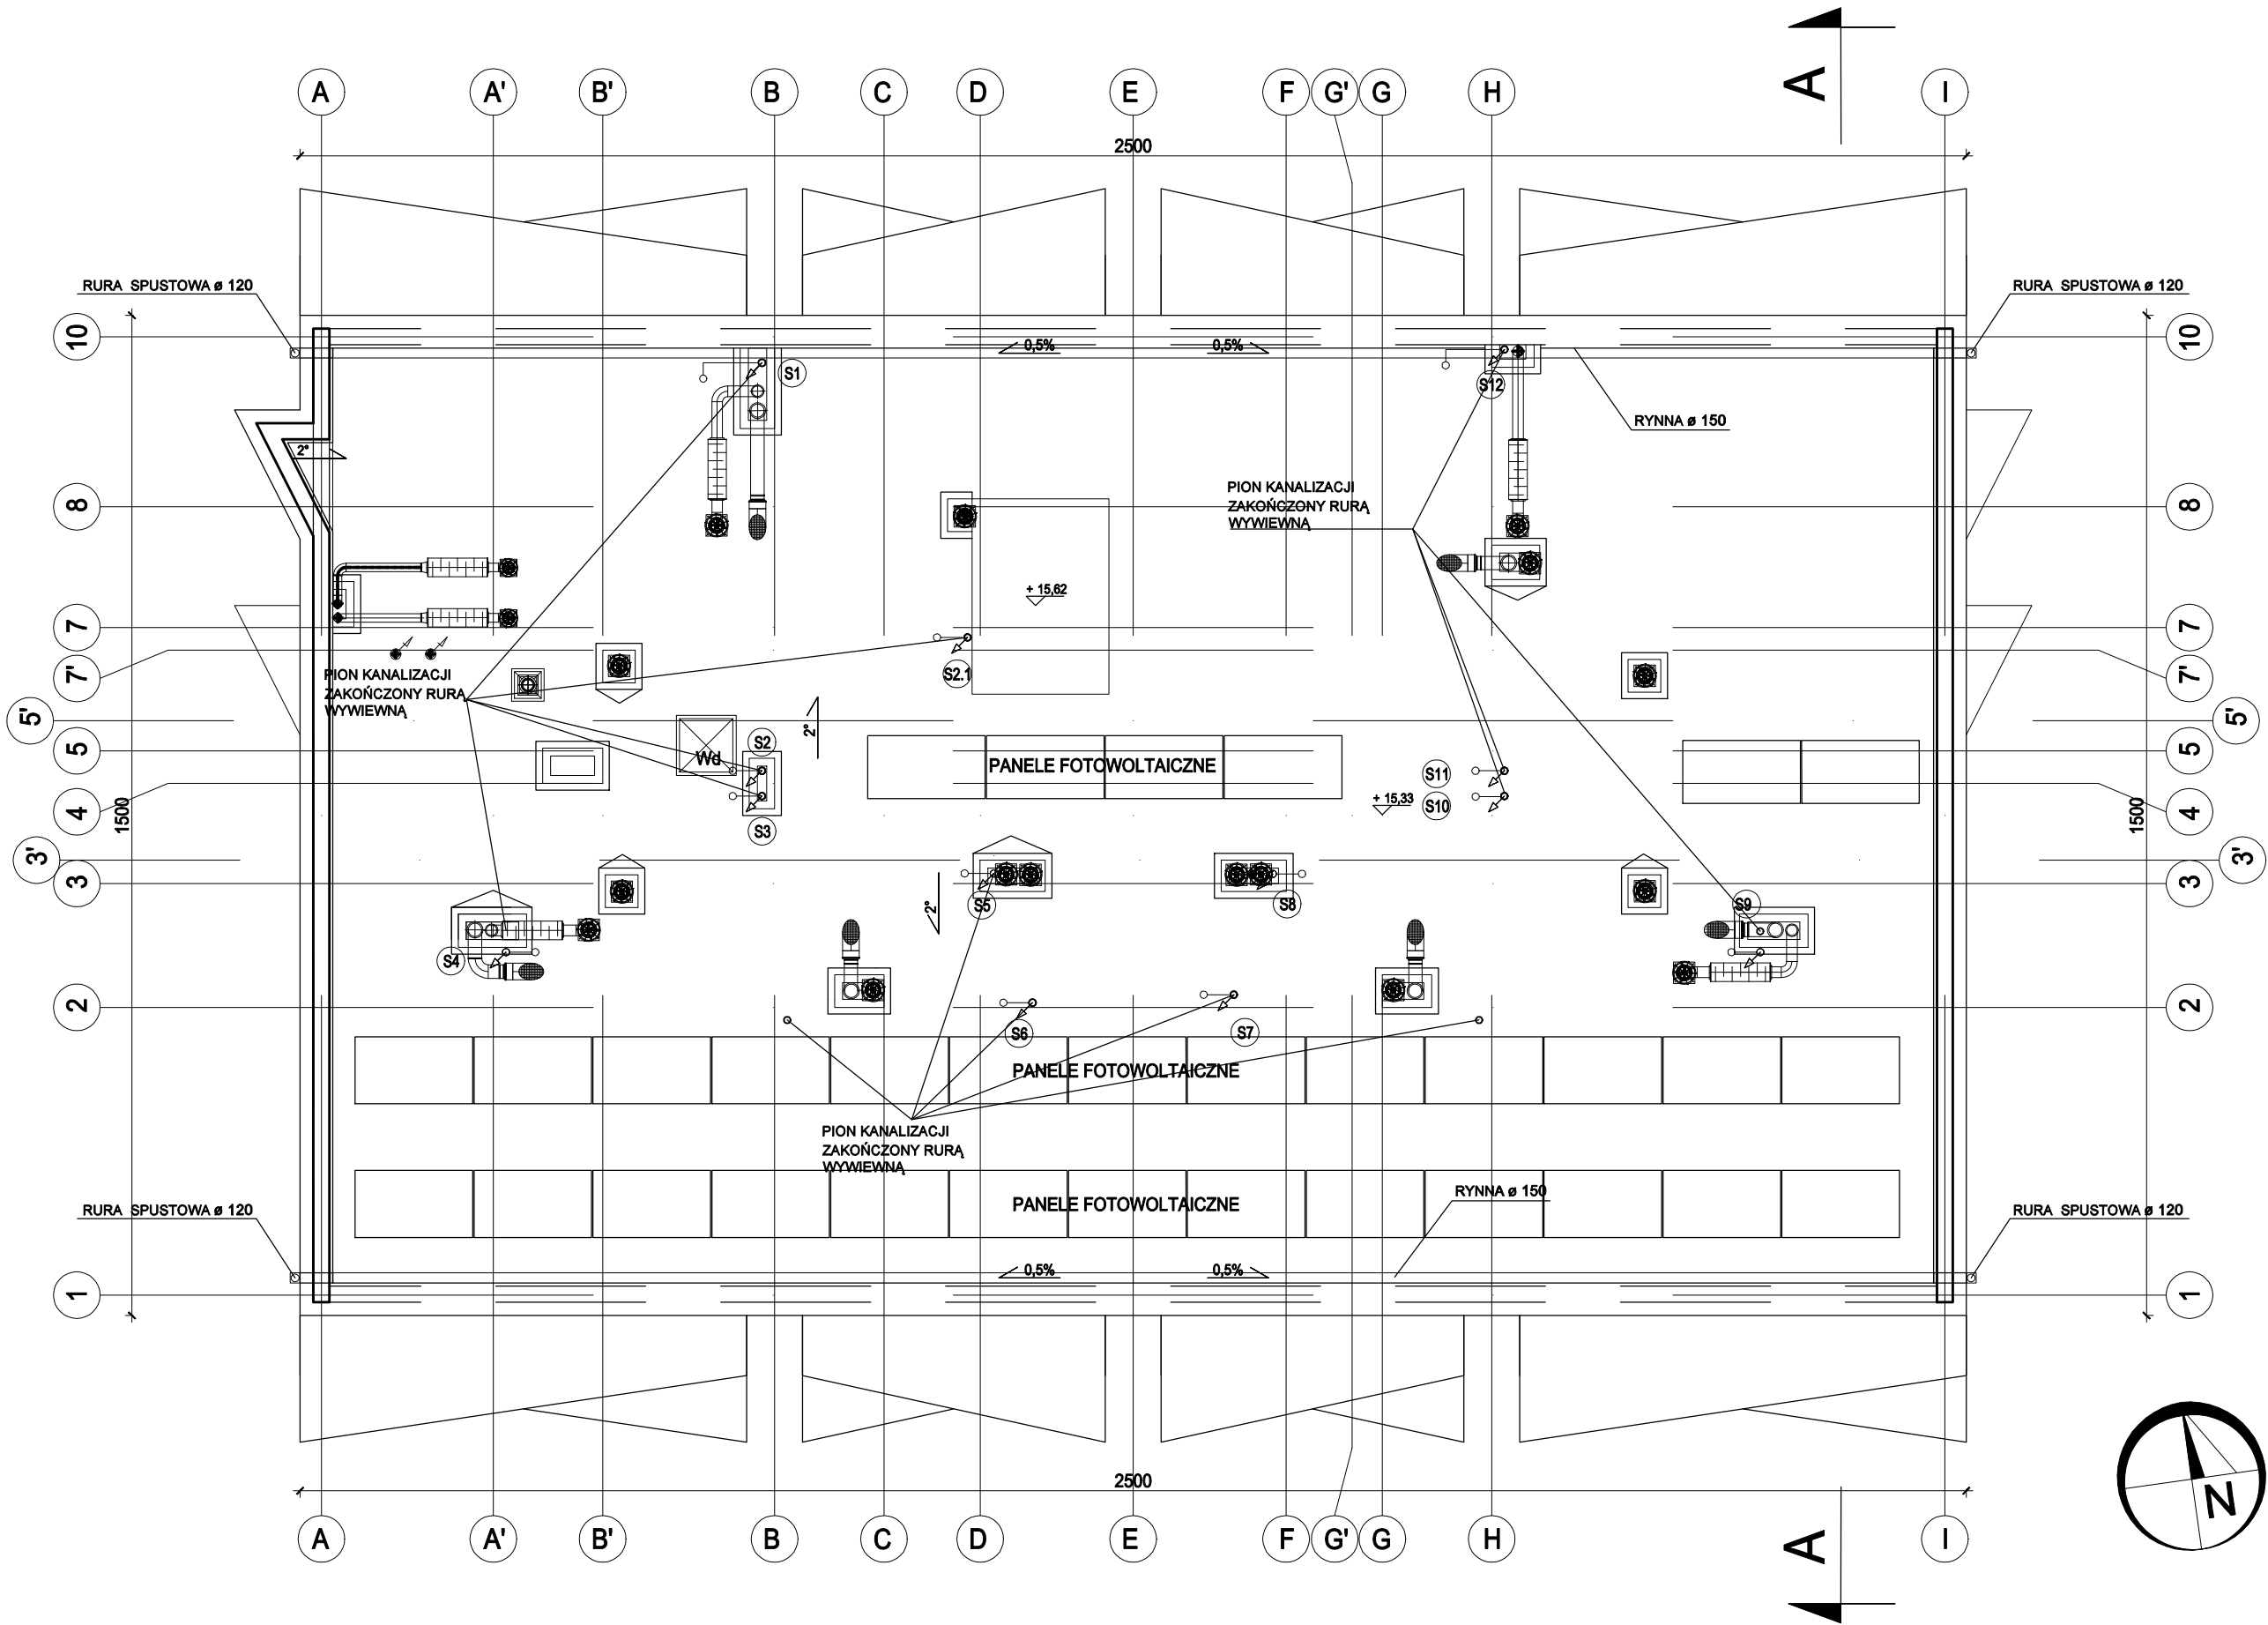 A
A A' B' B C D E F G' G H I
2500
RURA SPUSTOWA ø 120
RURA SPUSTOWA ø 120
10
0,5%
0,5%
10
S1
S12
RYNNA ø 150
2°
PION KANALIZACJI
ZAKOŃCZONY RURĄ
WYWIEWNĄ
8
8
+ 15,62
7
7
PION KANALIZACJI
ZAKOŃCZONY RURĄ
WYWIEWNĄ
S2.1
7'
7'
5'
5'
2°
S2
5
Wd
PANELE FOTOWOLTAICZNE
S11
5
+ 15,33
S10
4
4
1500
1500
S3
3'
3'
3
3
2°
S5
S8
S9
S4
2
2
S6
S7
PANELE FOTOWOLTAICZNE
PION KANALIZACJI
ZAKOŃCZONY RURĄ
WYWIEWNĄ
RYNNA ø 150
PANELE FOTOWOLTAICZNE
RURA SPUSTOWA ø 120
RURA SPUSTOWA ø 120
0,5%
0,5%
1
1
2500
N
A A' B' B C D E F G' G H I
A